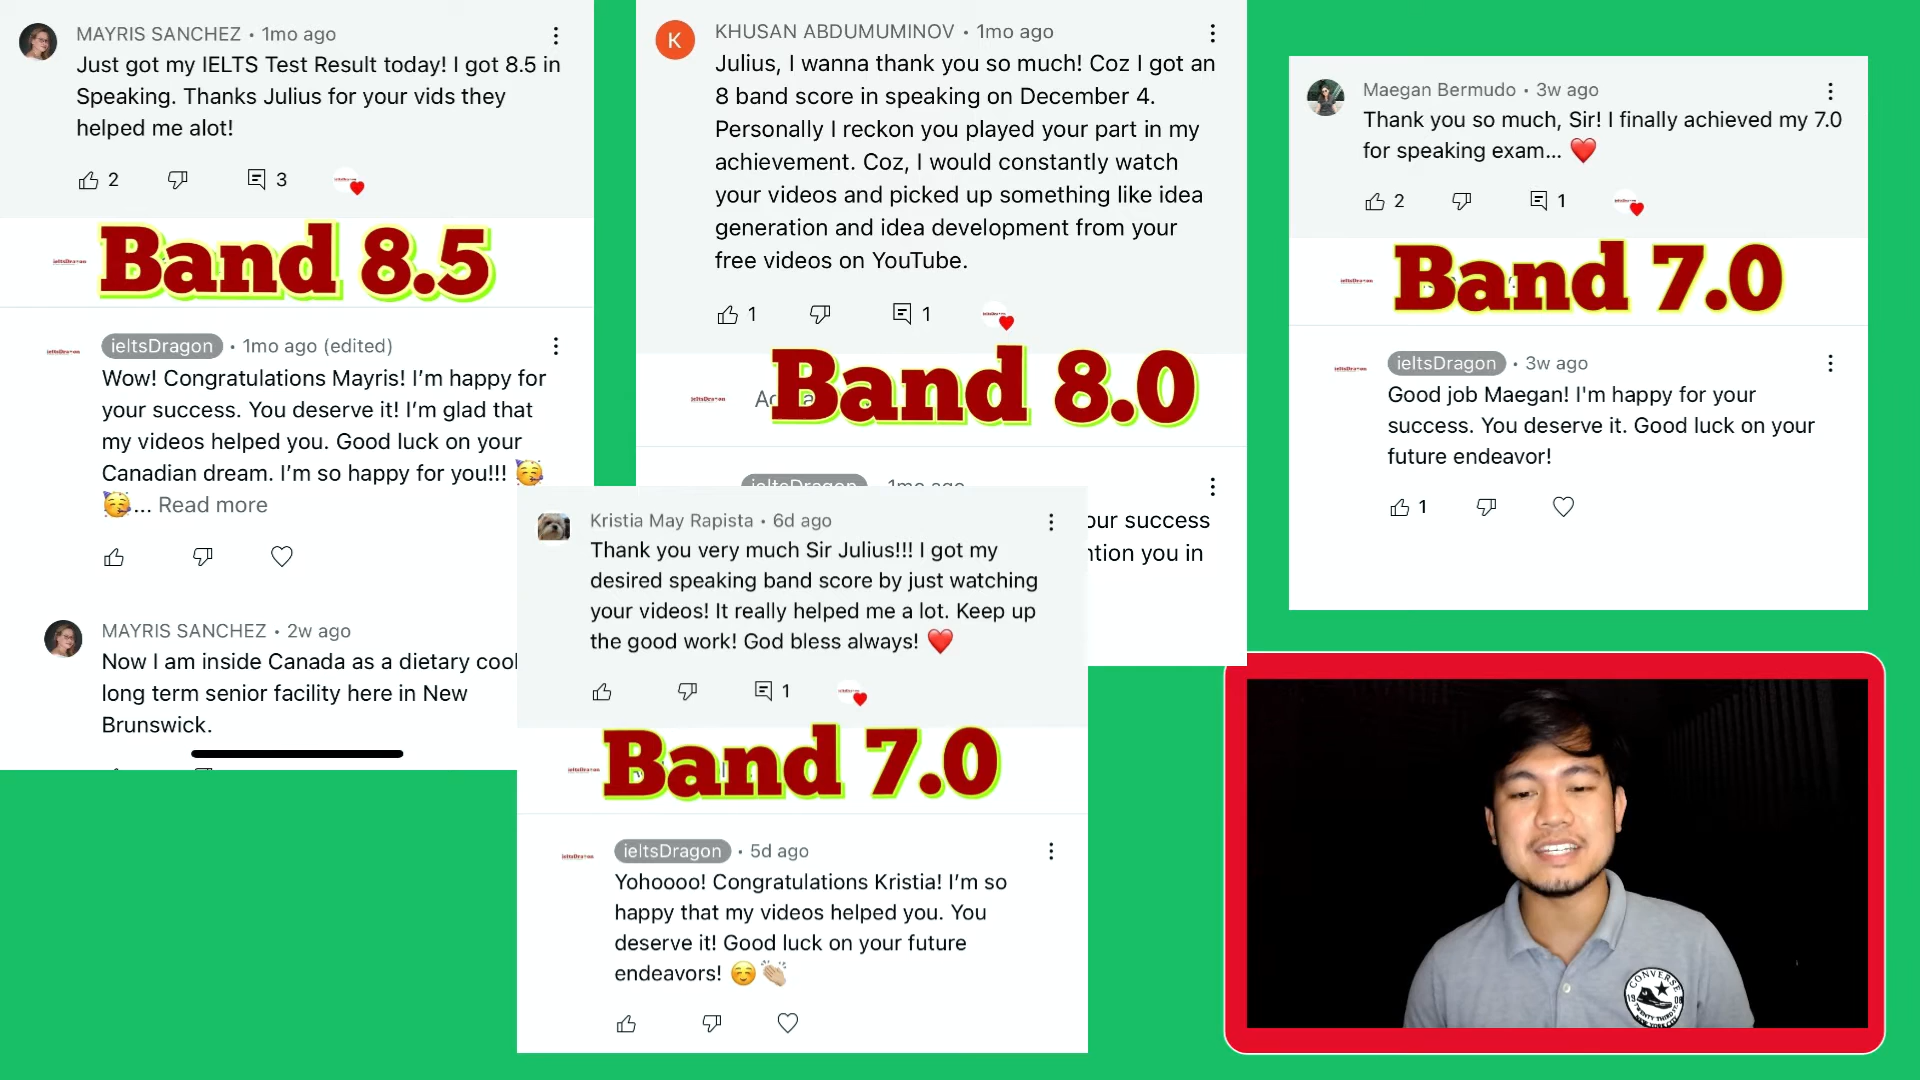 MAYRIS SANCHEZ • 1mo ago
Just got my IELTS Test Result today! I got 8.5 in
Speaking. Thanks Julius for your vids they
helped me alot!
2
3
Band 8.5
ieltsDragon • 1mo ago (edited)
Wow! Congratulations Mayris! I'm happy for
your success. You deserve it! I'm glad that
my videos helped you. Good luck on your
Canadian dream. I'm so happy for you!!! 🥳
🥳... Read more
MAYRIS SANCHEZ • 2w ago
Now I am inside Canada as a dietary
long term senior facility here in New
Brunswick.
KHUSAN ABDUMUMINOV • 1mo ago
Julius, I wanna thank you so much! Coz I got an
8 band score in speaking on December 4.
Personally I reckon you played your part in my
achievement. Coz, I would constantly watch
your videos and picked up something like idea
generation and idea development from your
free videos on YouTube.
1
1
Band 8.0
ieltsDragon • 1mo ago
success
you in
Kristia May Rapista • 6d ago
Thank you very much Sir Julius!!! I got my
desired speaking band score by just watching
your videos! It really helped me a lot. Keep up
the good work! God bless always! ❤️
1
Band 7.0
ieltsDragon • 5d ago
Yohoooo! Congratulations Kristia! I'm so
happy that my videos helped you. You
deserve it! Good luck on your future
endeavors! ☺️👏🏼
Maegan Bermudo • 3w ago
Thank you so much, Sir! I finally achieved my 7.0
for speaking exam... ❤️
2
1
Band 7.0
ieltsDragon • 3w ago
Good job Maegan! I'm happy for your
success. You deserve it. Good luck on your
future endeavor!
1
CONVERSE